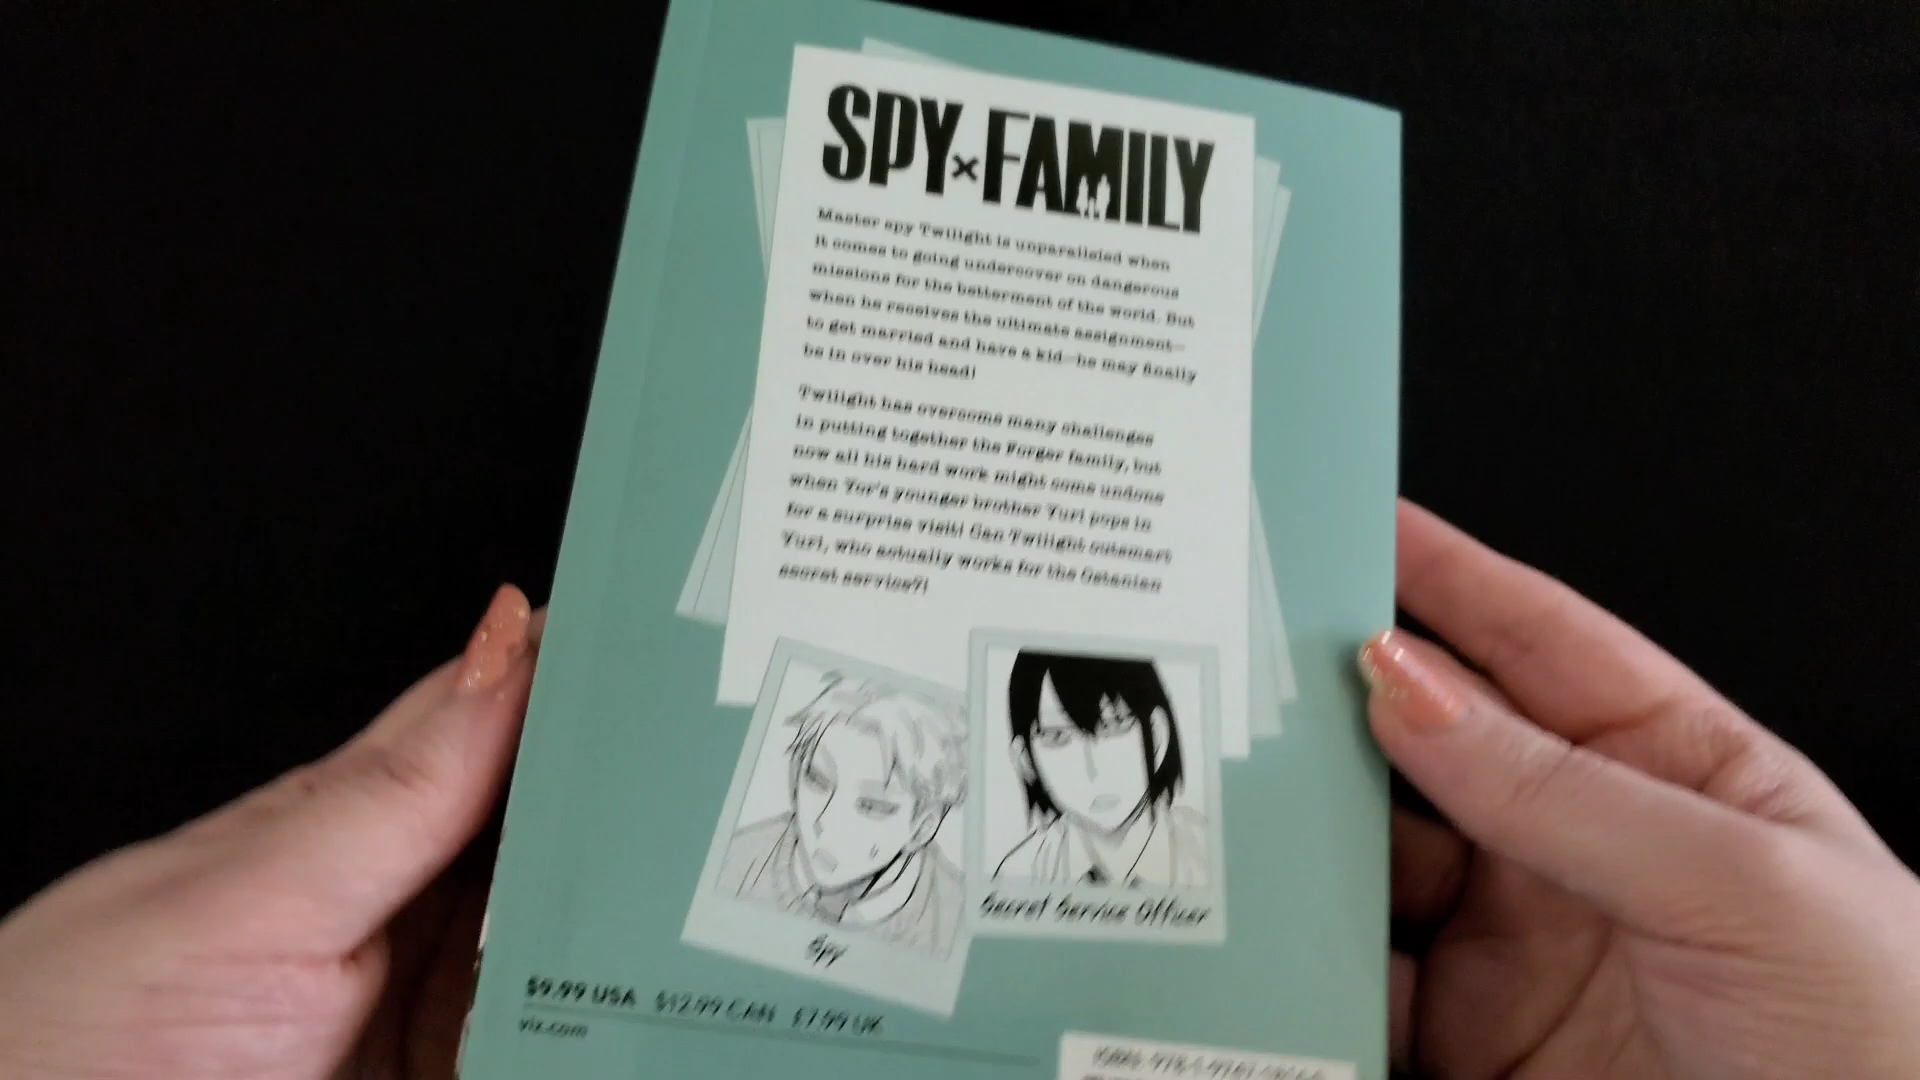 SPY×FAMILY
Master spy Twilight is unparalleled when
it comes to going undercover on dangerous
missions for the betterment of the world. But
when he receives the ultimate assignment—
to get married and have a kid—he may finally
be in over his head!
Twilight has overcome many challenges
in putting together the Forger family, but
now all his hard work might come undone
when Yor's younger brother Yuri pops in
for a surprise visit! Can Twilight outsmart
Yuri, who actually works for the Ostanian
secret service?!
Secret Service Officer
Spy
$9.99 USA $12.99 CAN £7.99 UK
viz.com
ISBN: